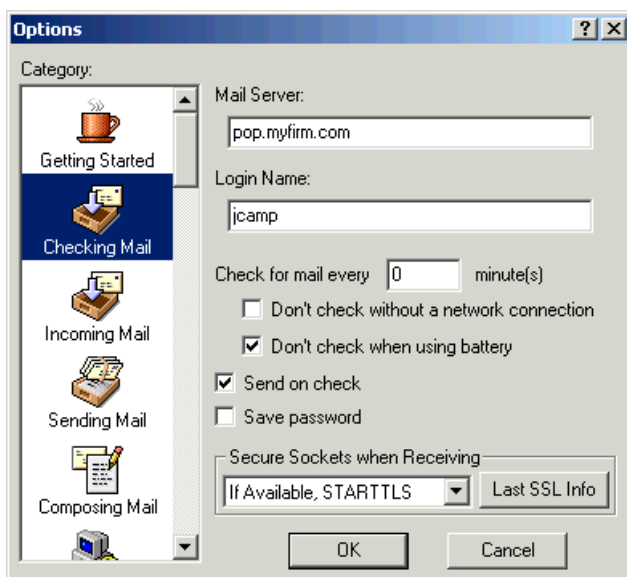 Options
Category:
Getting Started
Checking Mail
Incoming Mail
Sending Mail
Composing Mail
Mail Server:
pop.myfirm.com
Login Name:
jcamp
Check for mail every 0 minute(s)
Don't check without a network connection
Don't check when using battery
Send on check
Save password
Secure Sockets when Receiving
If Available, STARTTLS
Last SSL Info
OK
Cancel